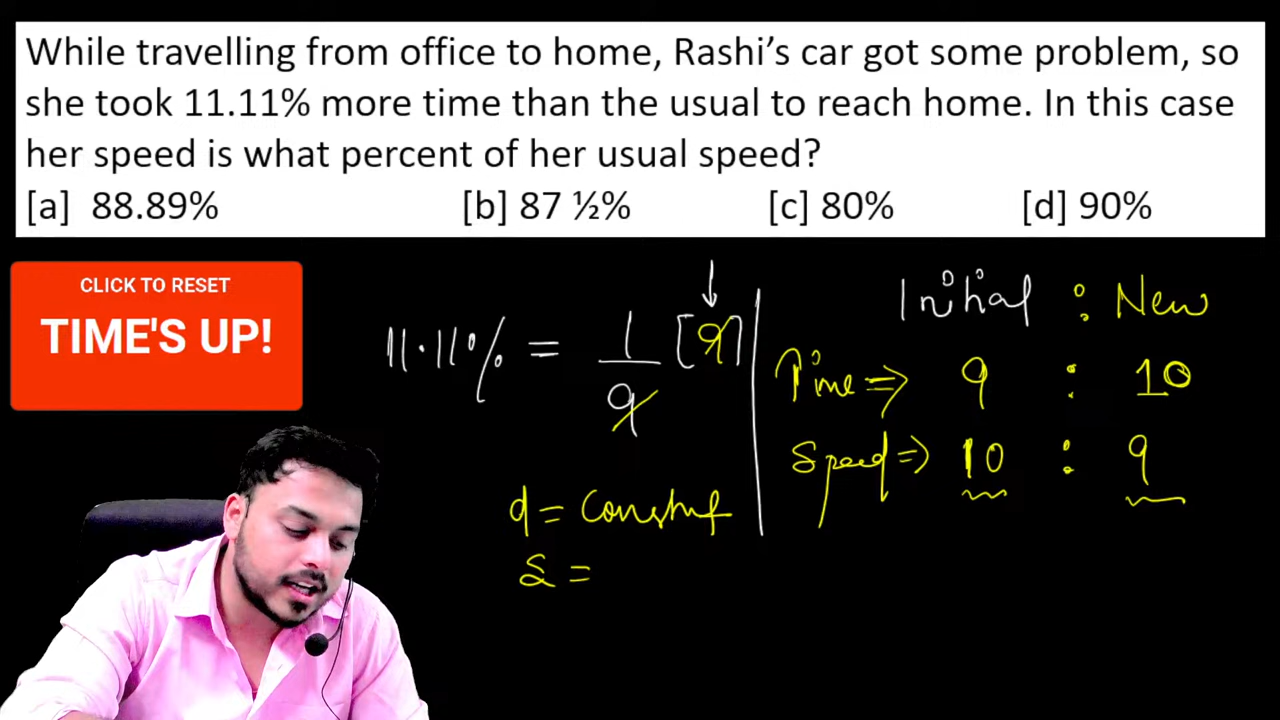 While travelling from office to home, Rashi’s car got some problem, so
she took 11.11% more time than the usual to reach home. In this case
her speed is what percent of her usual speed?
[a] 88.89% [b] 87 ½% [c] 80% [d] 90%
CLICK TO RESET
TIME'S UP!
11.11% = 1/9 [9]
d = Constnt
S =
Initial : New
Time ⇒ 9 : 10
Speed ⇒ 10 : 9